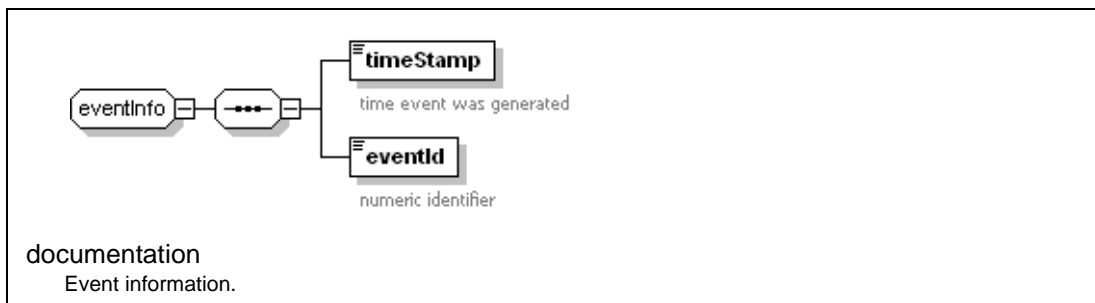 timeStamp
time event was generated
eventInfo
eventId
numeric identifier
documentation
Event information.